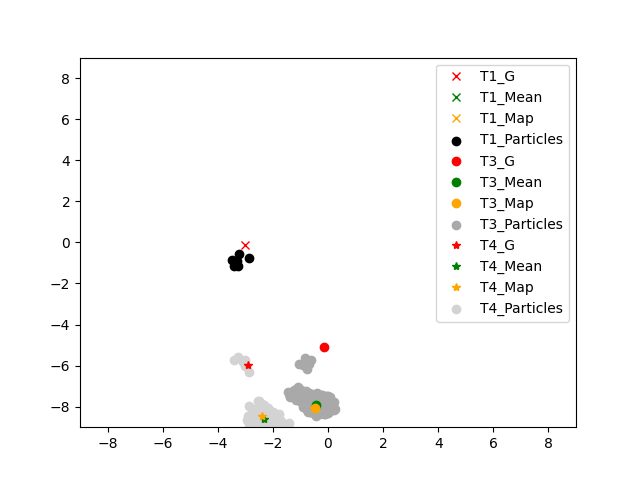 8
6
4
2
0
−2
−4
−6
−8
−8
−6
−4
−2
0
2
4
6
8
T1_G
T1_Mean
T1_Map
T1_Particles
T3_G
T3_Mean
T3_Map
T3_Particles
T4_G
T4_Mean
T4_Map
T4_Particles